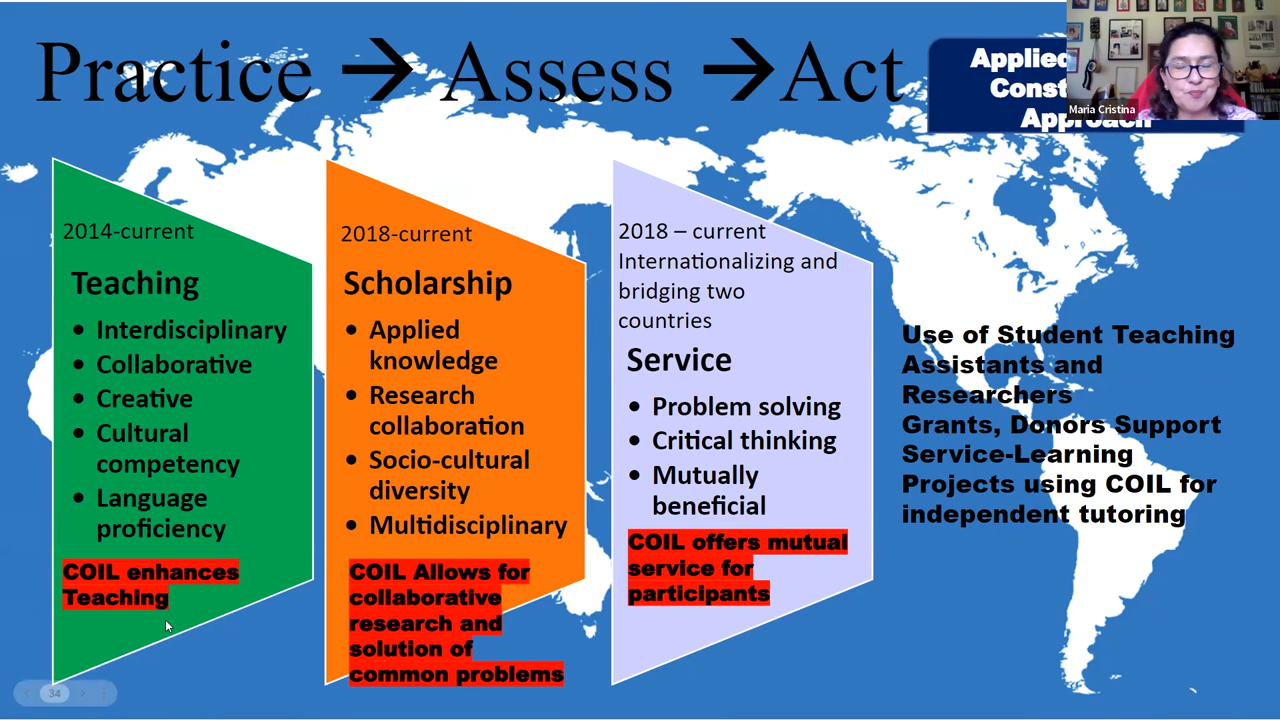 Practice → Assess → Act
Applied
Const
Approach
Maria Cristina
2014-current
Teaching
• Interdisciplinary
• Collaborative
• Creative
• Cultural
competency
• Language
proficiency
COIL enhances
Teaching
2018-current
Scholarship
• Applied
knowledge
• Research
collaboration
• Socio-cultural
diversity
• Multidisciplinary
COIL Allows for
collaborative
research and
solution of
common problems
2018 – current
Internationalizing and
bridging two
countries
Service
• Problem solving
• Critical thinking
• Mutually
beneficial
COIL offers mutual
service for
participants
Use of Student Teaching
Assistants and
Researchers
Grants, Donors Support
Service-Learning
Projects using COIL for
independent tutoring
34